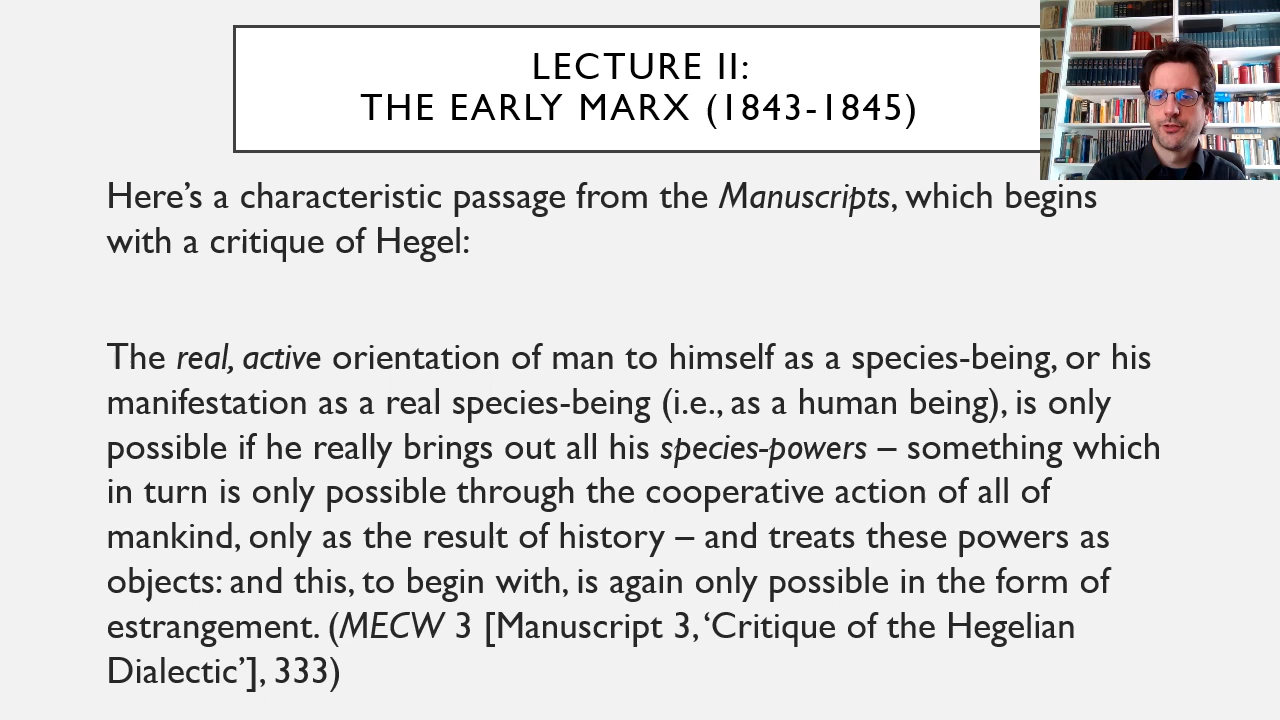 LECTURE II:
THE EARLY MARX (1843-1845)
Here’s a characteristic passage from the Manuscripts, which begins
with a critique of Hegel:
The real, active orientation of man to himself as a species-being, or his
manifestation as a real species-being (i.e., as a human being), is only
possible if he really brings out all his species-powers – something which
in turn is only possible through the cooperative action of all of
mankind, only as the result of history – and treats these powers as
objects: and this, to begin with, is again only possible in the form of
estrangement. (MECW 3 [Manuscript 3, ‘Critique of the Hegelian
Dialectic’], 333)